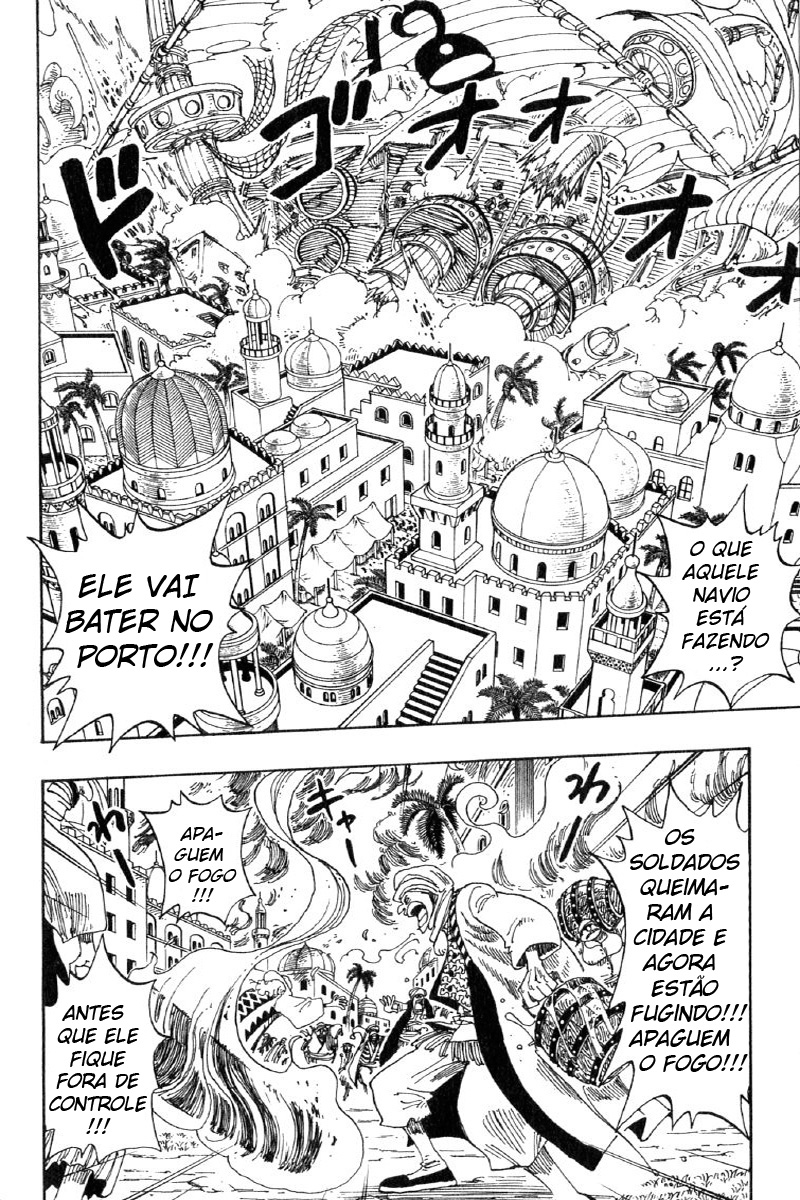 !?
ドゴオオオオ
O QUE
AQUELE
NAVIO
ESTÁ
FAZENDO
...?
ELE VAI
BATER NO
PORTO!!!
わー
キャー
わー
OS
SOLDADOS
QUEIMA-
RAM A
CIDADE E
AGORA
ESTÃO
FUGINDO!!!
APAGUEM
O FOGO!!!
APA-
GUEM
O FOGO
!!!
ANTES
QUE ELE
FIQUE
FORA DE
CONTROLE
!!!